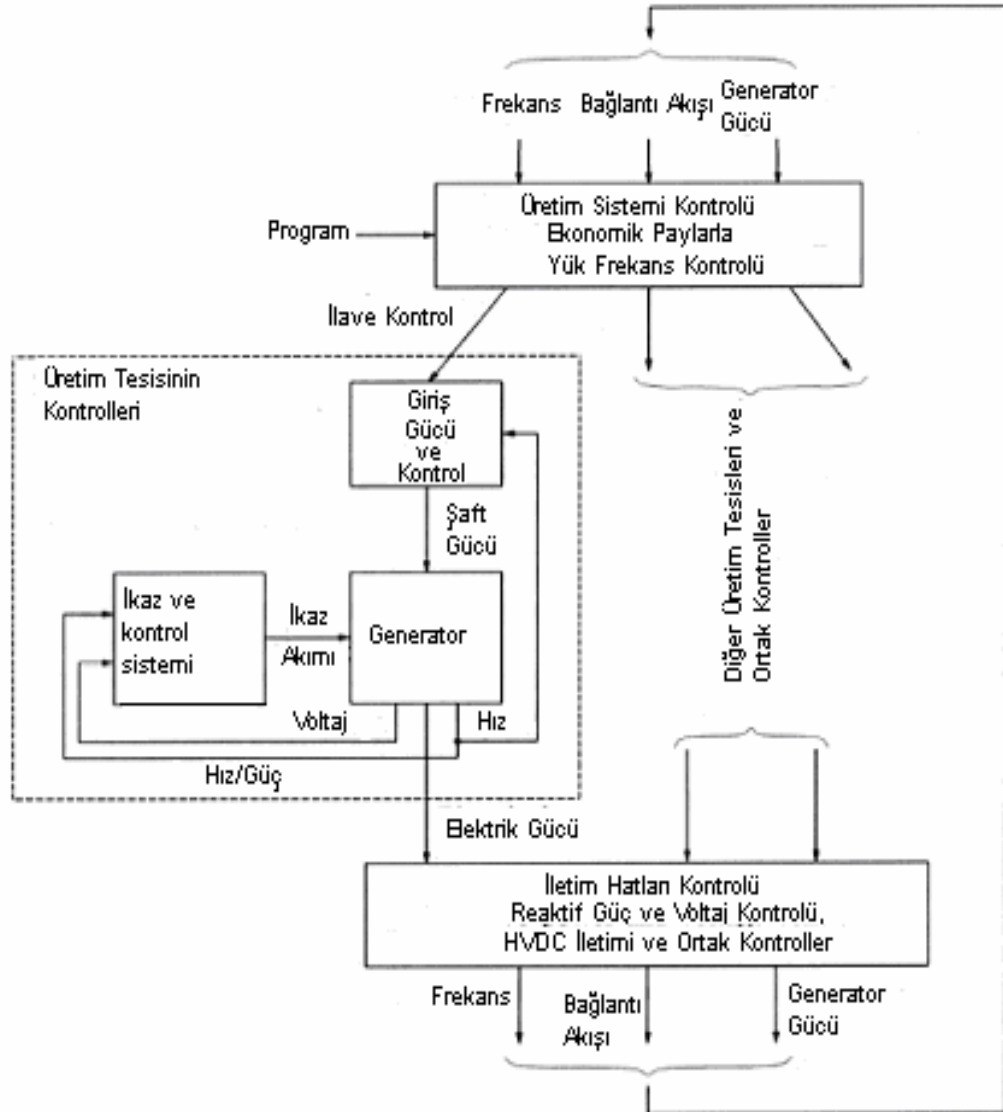 Frekans Bağlantı Akışı Generator
Gücü
Üretim Sistemi Kontrolü
Ekonomik Paylarla
Yük Frekans Kontrolü
Program
İlave Kontrol
Üretim Tesisinin
Kontrolleri
Giriş
Gücü
ve
Kontrol
Şaft
Gücü
Diğer Üretim Tesisleri ve
Ortak Kontroller
İkaz ve
kontrol
sistemi
İkaz
Akımı
Generator
Voltaj
Hız
Hız/Güç
Elektrik Gücü
İletim Hatları Kontrolü
Reaktif Güç ve Voltaj Kontrolü,
HVDC İletimi ve Ortak Kontroller
Frekans
Bağlantı
Akışı
Generator
Gücü